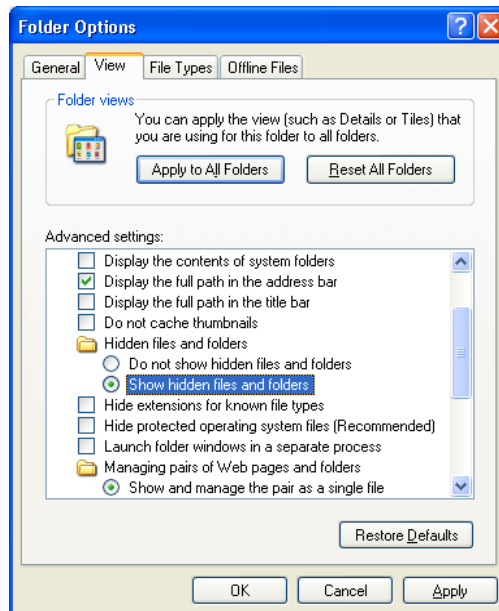 Folder Options
General
View
File Types
Offline Files
Folder views
You can apply the view (such as Details or Tiles) that
you are using for this folder to all folders.
Apply to All Folders
Reset All Folders
Advanced settings:
Display the contents of system folders
Display the full path in the address bar
Display the full path in the title bar
Do not cache thumbnails
Hidden files and folders
Do not show hidden files and folders
Show hidden files and folders
Hide extensions for known file types
Hide protected operating system files (Recommended)
Launch folder windows in a separate process
Managing pairs of Web pages and folders
Show and manage the pair as a single file
Restore Defaults
OK
Cancel
Apply